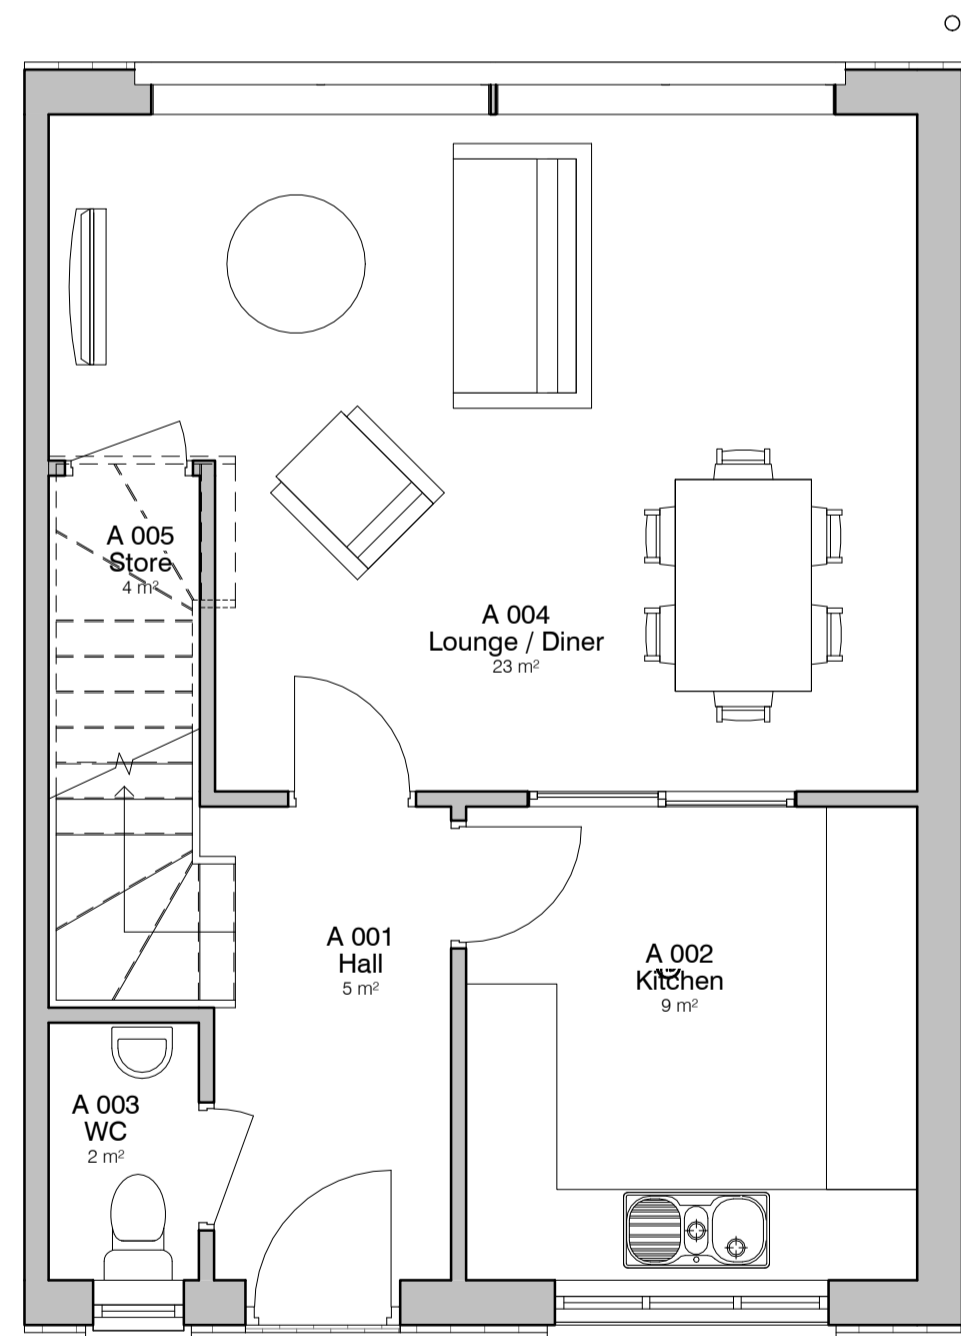 A 005
Store
4 m²
A 004
Lounge / Diner
23 m²
A 001
Hall
5 m²
A 002
Kitchen
9 m²
A 003
WC
2 m²